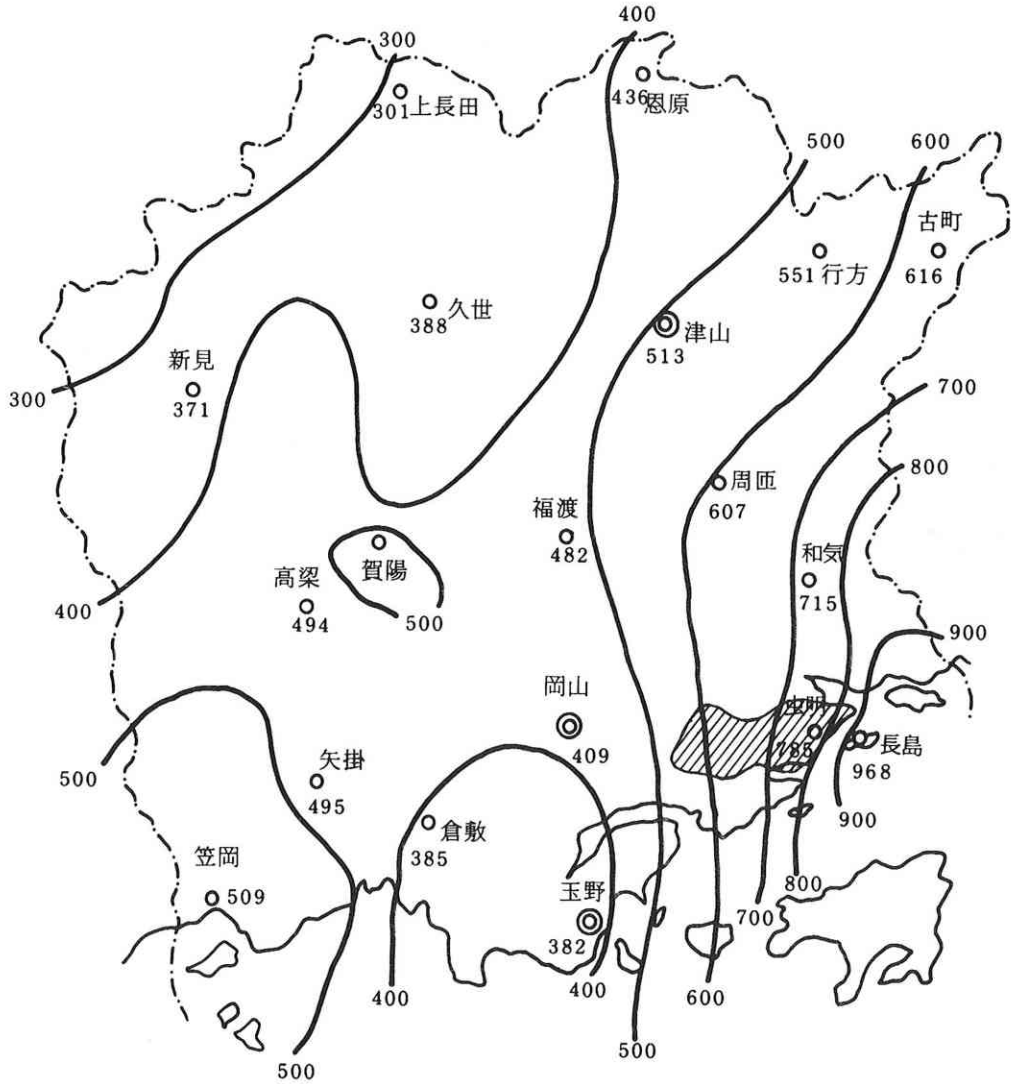 400
300
301上長田
436恩原
500
600
古町
551行方
616
久世
388
津山
513
新見
371
300
700
800
周匝
607
福渡
482
和気
715
賀陽
高梁
494
400
500
900
岡山
409
虫明
785
長島
968
500
矢掛
495
倉敷
385
900
笠岡
509
玉野
382
800
700
400
400
600
500
500